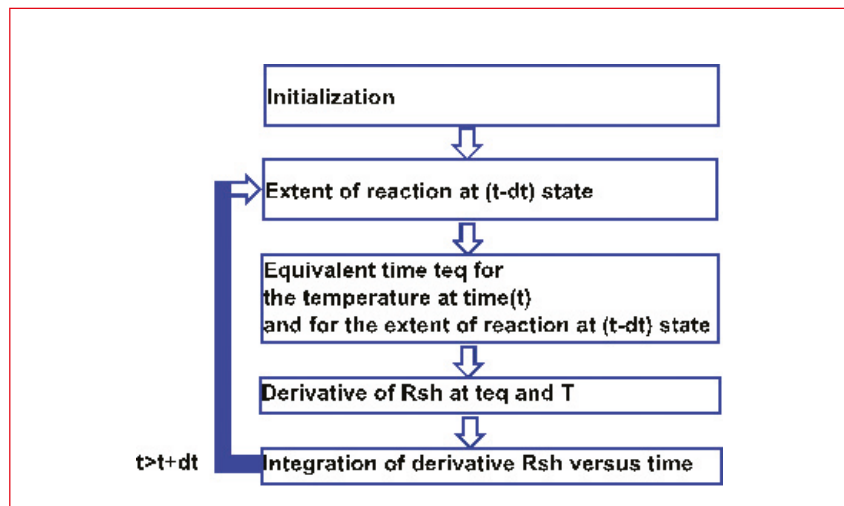 Initialization
Extent of reaction at (t-dt) state
Equivalent time teq for
the temperature at time(t)
and for the extent of reaction at (t-dt) state
Derivative of Rsh at teq and T
t>t+dt
Integration of derivative Rsh versus time